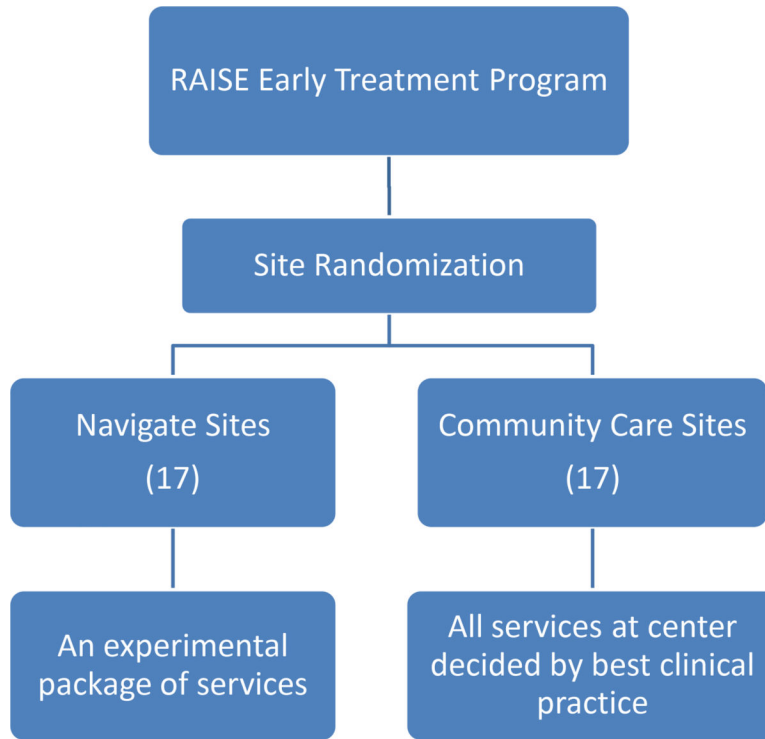 RAISE Early Treatment Program
Site Randomization
Navigate Sites
(17)
Community Care Sites
(17)
An experimental
package of services
All services at center
decided by best clinical
practice